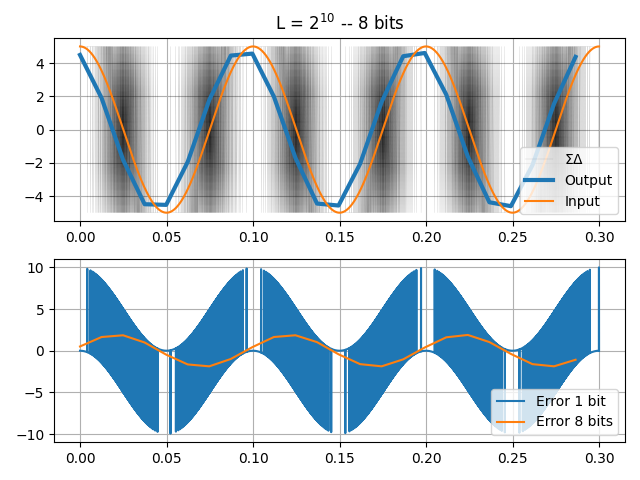 L = 2^10 -- 8 bits
4
2
0
−2
−4
ΣΔ
Output
Input
0.00 0.05 0.10 0.15 0.20 0.25 0.30
10
5
0
−5
−10
Error 1 bit
Error 8 bits
0.00 0.05 0.10 0.15 0.20 0.25 0.30